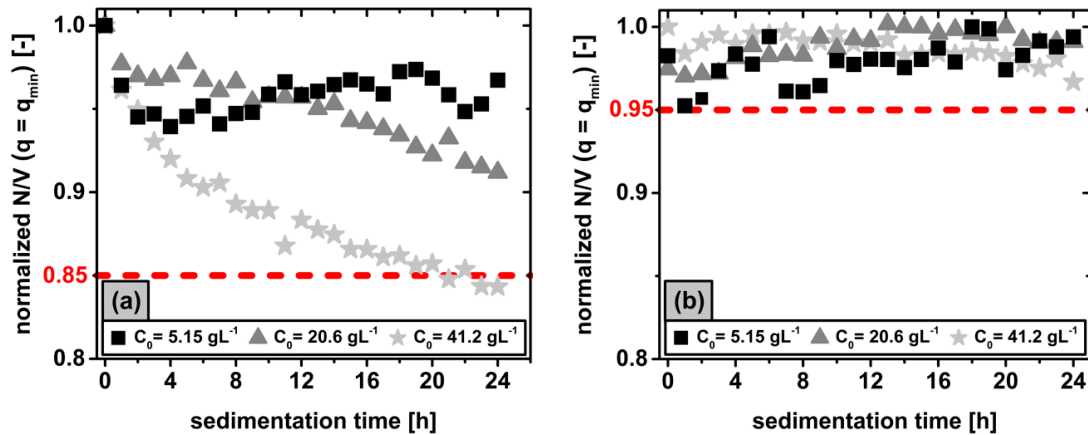 normalized N/V (q = q_min) [-]
1.0
0.9
0.85
0.8
(a)
C₀= 5.15 gL⁻¹ C₀= 20.6 gL⁻¹ C₀= 41.2 gL⁻¹
0 4 8 12 16 20 24
sedimentation time [h]
normalized N/V (q = q_min) [-]
1.0
0.95
0.9
0.8
(b)
C₀= 5.15 gL⁻¹ C₀= 20.6 gL⁻¹ C₀= 41.2 gL⁻¹
0 4 8 12 16 20 24
sedimentation time [h]